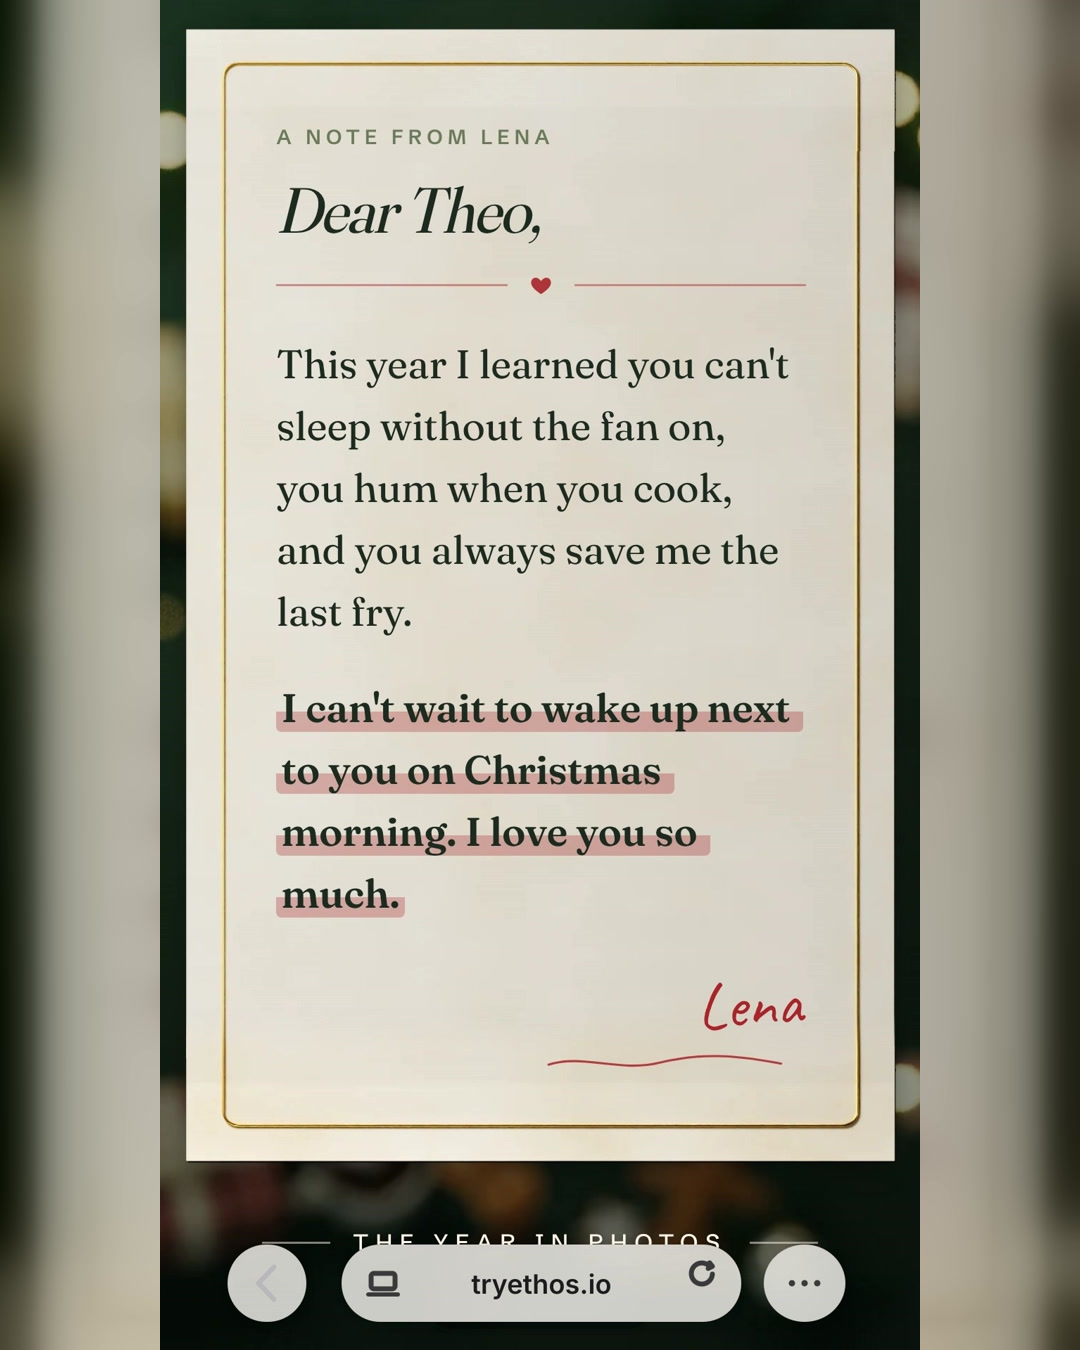 A NOTE FROM LENA
Dear Theo,
This year I learned you can't
sleep without the fan on,
you hum when you cook,
and you always save me the
last fry.
I can't wait to wake up next
to you on Christmas
morning. I love you so
much.
Lena
THE YEAR IN PHOTOS
tryethos.io